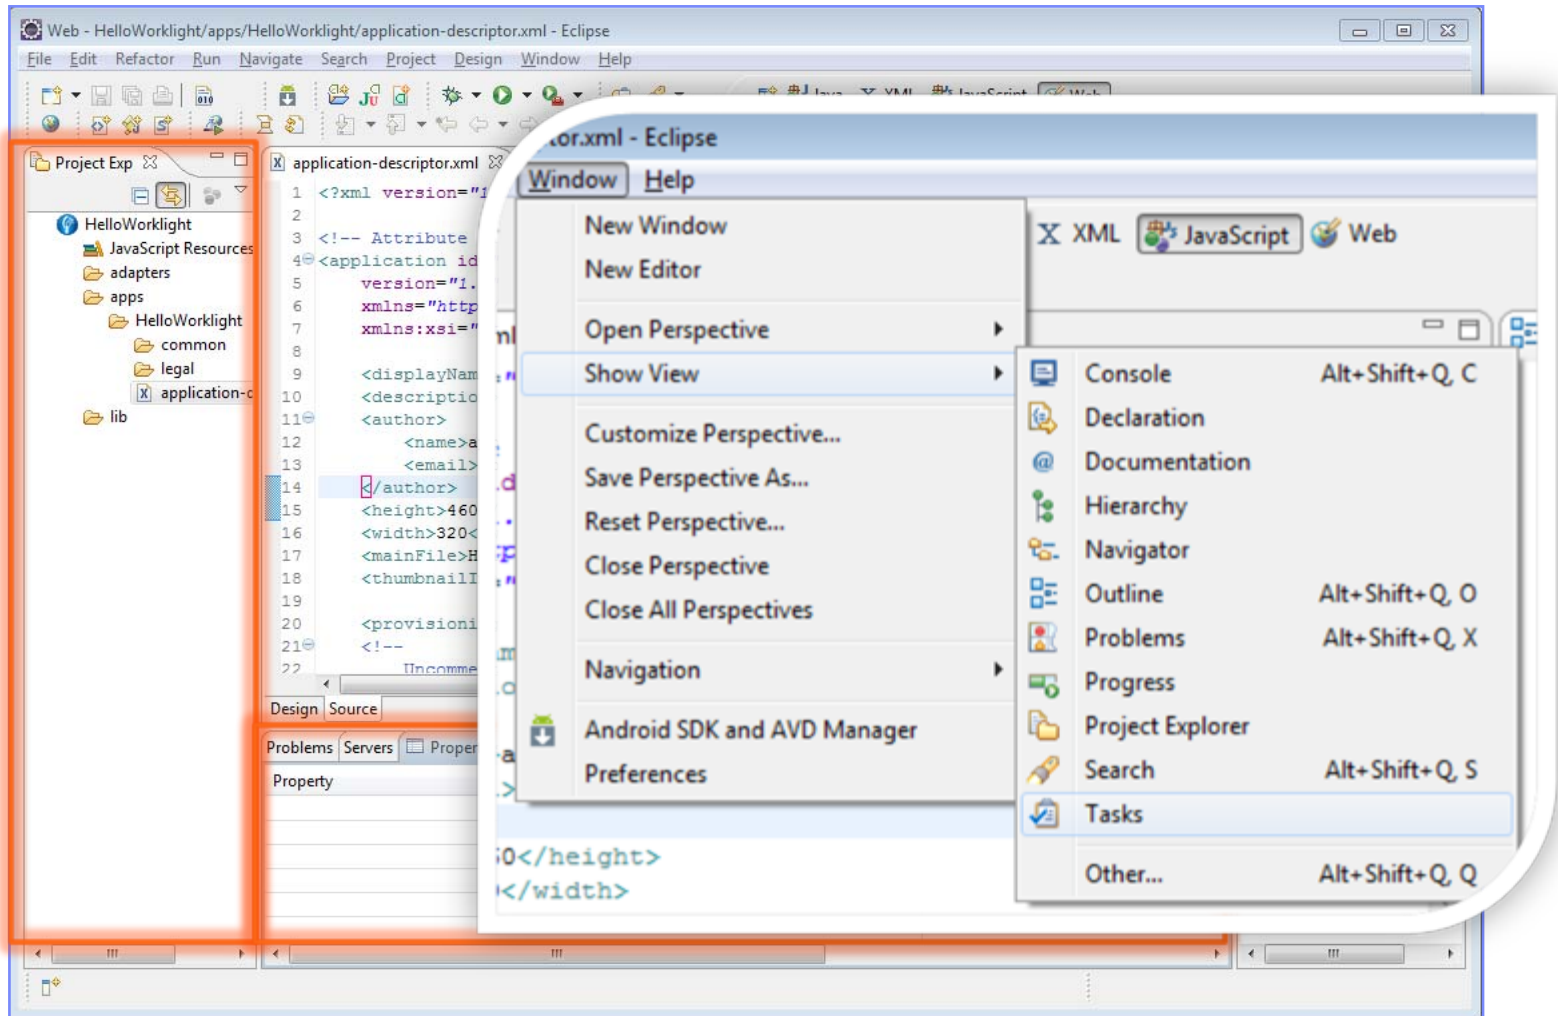 Web - HelloWorklight/apps/HelloWorklight/application-descriptor.xml - Eclipse
File Edit Refactor Run Navigate Search Project Design Window Help
Java XML JavaScript Web
Project Exp
HelloWorklight
JavaScript Resources
adapters
apps
HelloWorklight
common
legal
application-d
lib
application-descriptor.xml
1 <?xml version="1
2
3 <!-- Attribute
4 <application id
5 version="1.
6 xmlns="http
7 xmlns:xsi="
8
9 <displayNam
10 <descriptio
11 <author>
12 <name>a
13 <email>
14 </author>
15 <height>460
16 <width>320<
17 <mainFile>H
18 <thumbnailI
19
20 <provisioni
21 <!--
22 Uncomme
Design Source
Problems Servers Proper
Property
tor.xml - Eclipse
Window Help
XML JavaScript Web
New Window
New Editor
Open Perspective
Show View
Customize Perspective...
Save Perspective As...
Reset Perspective...
Close Perspective
Close All Perspectives
Navigation
Android SDK and AVD Manager
Preferences
Console Alt+Shift+Q, C
Declaration
Documentation
Hierarchy
Navigator
Outline Alt+Shift+Q, O
Problems Alt+Shift+Q, X
Progress
Project Explorer
Search Alt+Shift+Q, S
Tasks
Other... Alt+Shift+Q, Q
0</height>
</width>